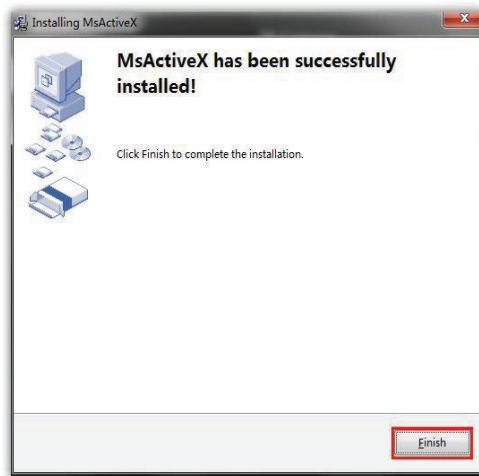 Installing MsActiveX
MsActiveX has been successfully
installed!
Click Finish to complete the installation.
Finish